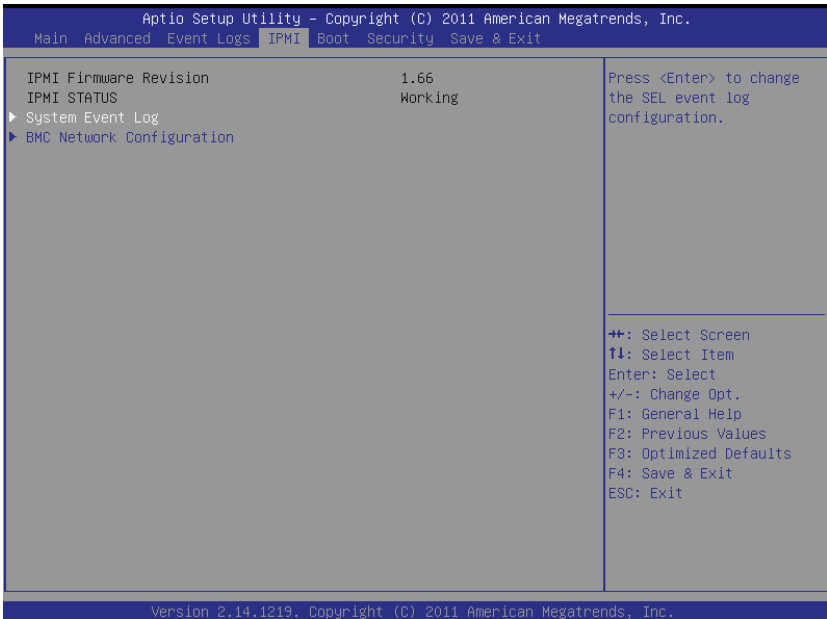 Aptio Setup Utility – Copyright (C) 2011 American Megatrends, Inc.
Main Advanced Event Logs IPMI Boot Security Save & Exit
IPMI Firmware Revision 1.66
IPMI STATUS Working
▶ System Event Log
▶ BMC Network Configuration
Press <Enter> to change
the SEL event log
configuration.
→←: Select Screen
↑↓: Select Item
Enter: Select
+/-: Change Opt.
F1: General Help
F2: Previous Values
F3: Optimized Defaults
F4: Save & Exit
ESC: Exit
Version 2.14.1219. Copyright (C) 2011 American Megatrends, Inc.